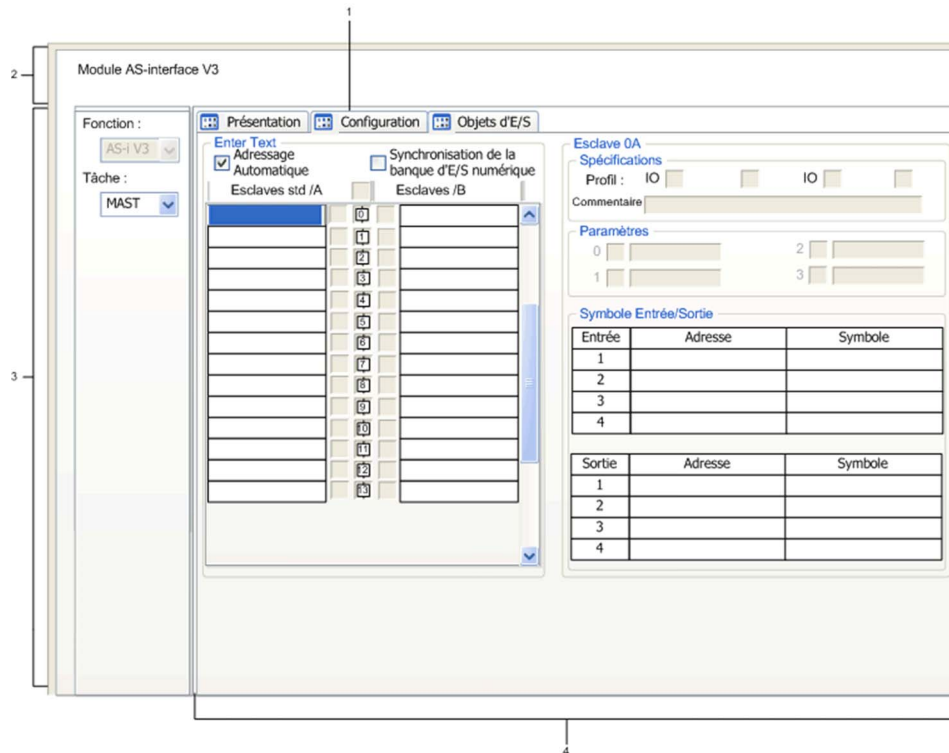 1
2
Module AS-interface V3
3
Fonction :
AS-i V3
Tâche :
MAST
Présentation
Configuration
Objets d'E/S
Enter Text
Adressage
Automatique
Synchronisation de la
banque d'E/S numérique
Esclaves std /A
Esclaves /B
0
1
2
3
4
5
6
7
8
9
10
11
12
13
Esclave 0A
Spécifications
Profil : IO IO
Commentaire
Paramètres
0 2
1 3
Symbole Entrée/Sortie
Entrée Adresse Symbole
1
2
3
4
Sortie Adresse Symbole
1
2
3
4
4